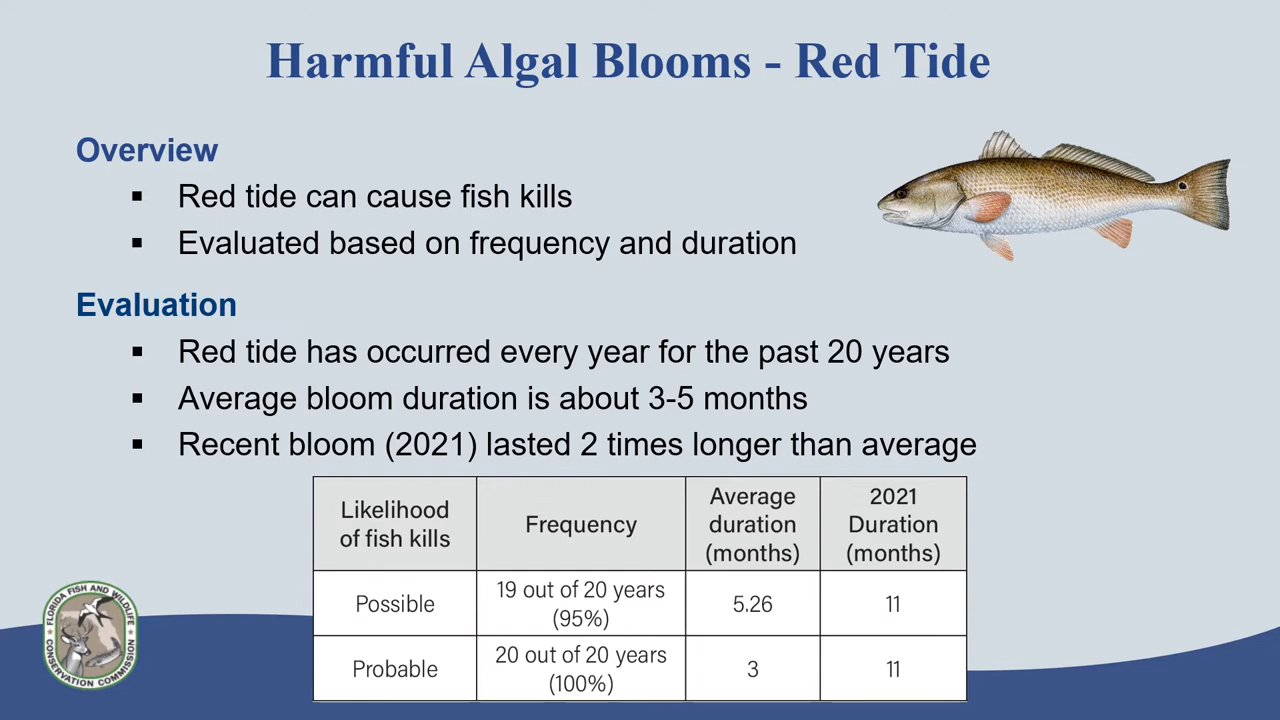 Harmful Algal Blooms - Red Tide
Overview
▪ Red tide can cause fish kills
▪ Evaluated based on frequency and duration
Evaluation
▪ Red tide has occurred every year for the past 20 years
▪ Average bloom duration is about 3-5 months
▪ Recent bloom (2021) lasted 2 times longer than average
Likelihood
of fish kills
Frequency
Average
duration
(months)
2021
Duration
(months)
Possible
19 out of 20 years
(95%)
5.26
11
Probable
20 out of 20 years
(100%)
3
11
FLORIDA FISH AND WILDLIFE
CONSERVATION COMMISSION